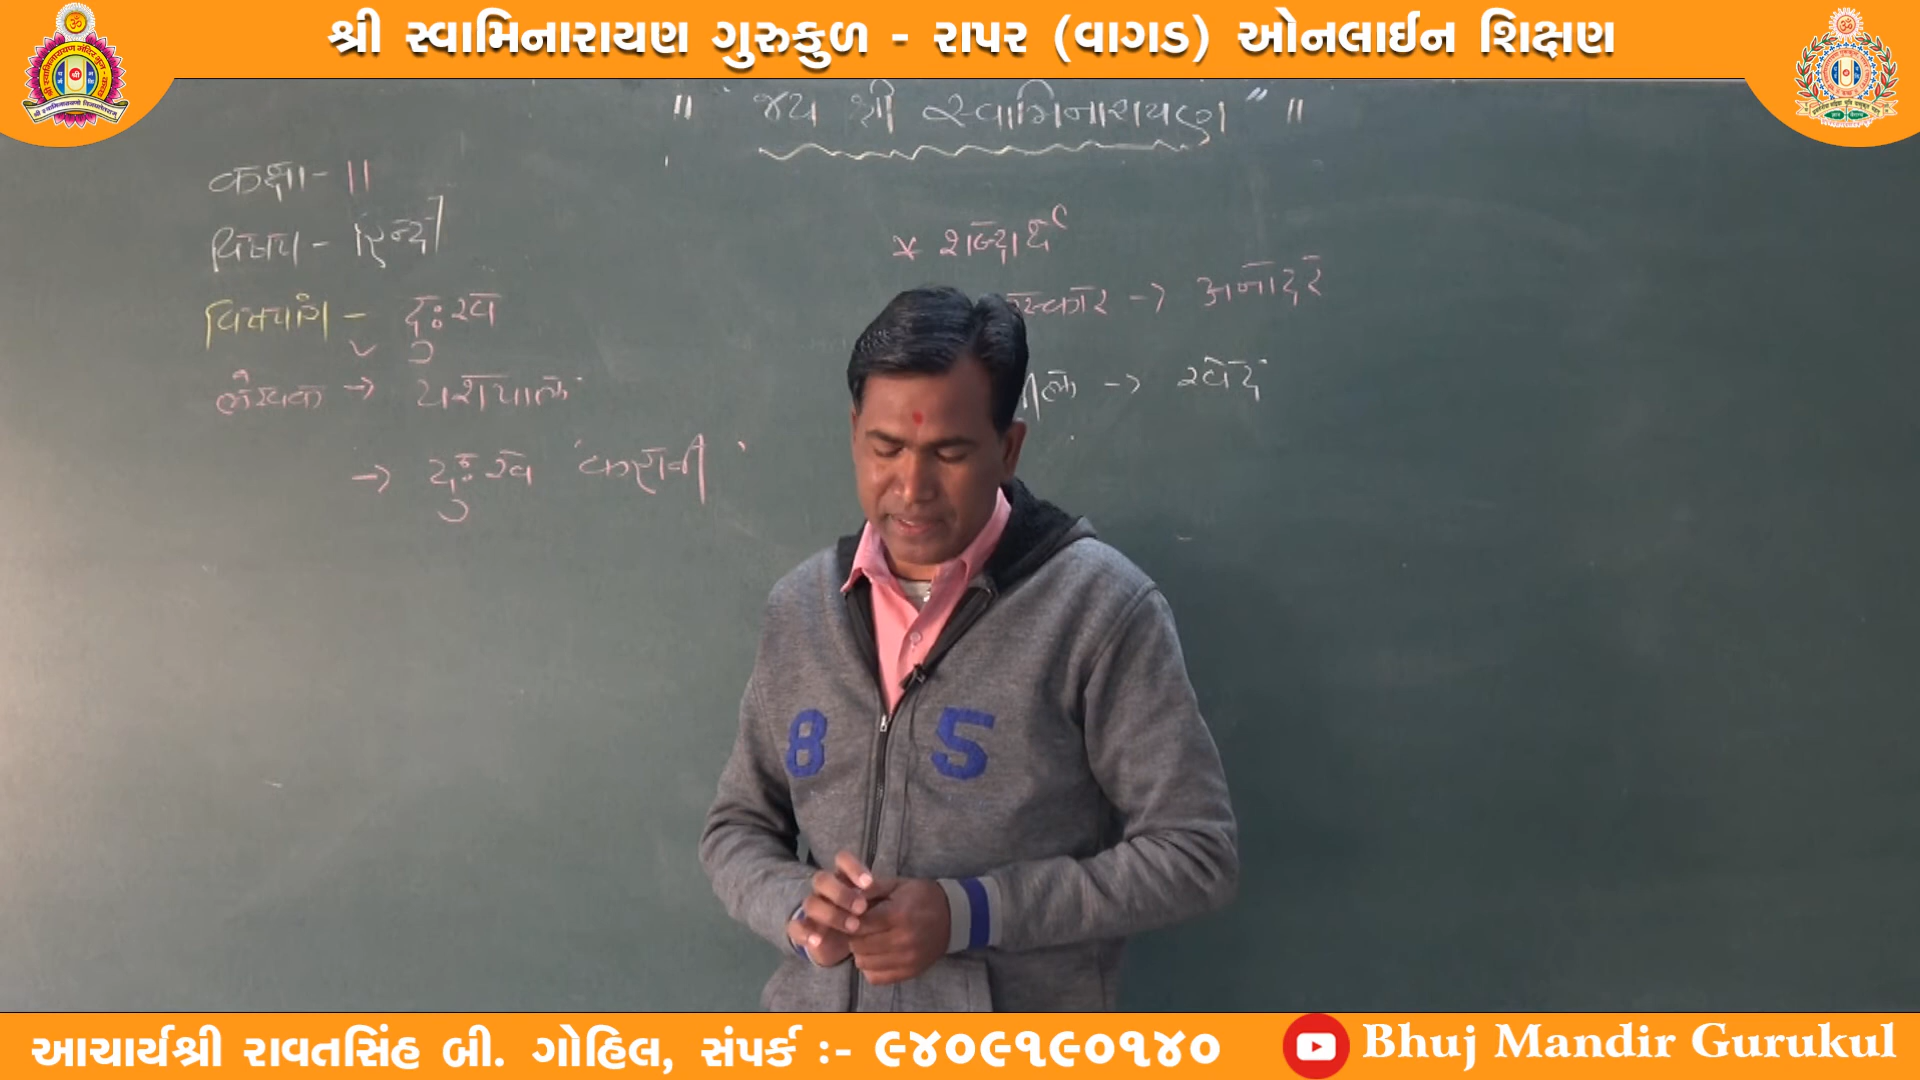 શ્રી સ્વામિનારાયણ ગુરુકુળ - રાપર (વાગડ) ઓનલાઈન શિક્ષણ
" જય શ્રી સ્વામિનારાયણ "
कक्षा - 11
विषय - हिन्दी
विषयांग - दुःख
लेखक → यशपाल
→ दुःख 'कहानी'
* शब्दार्थ
स्कार → अनादर
→ खेद
આચાર્યશ્રી રાવતસિંહ બી. ગોહિલ, સંપર્ક :- ૯૪૦૯૧૯૦૧૪૦
Bhuj Mandir Gurukul
85